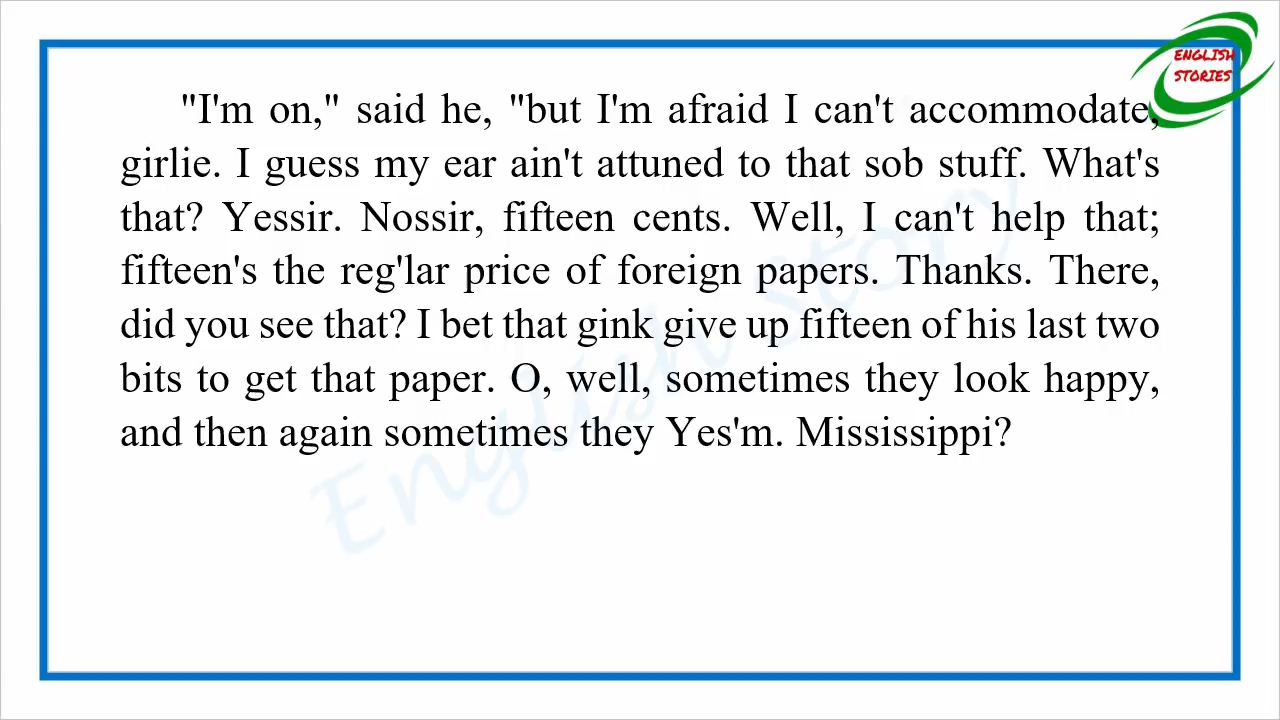 ENGLISH
STORIES
"I'm on," said he, "but I'm afraid I can't accommodate,
girlie. I guess my ear ain't attuned to that sob stuff. What's
that? Yessir. Nossir, fifteen cents. Well, I can't help that;
fifteen's the reg'lar price of foreign papers. Thanks. There,
did you see that? I bet that gink give up fifteen of his last two
bits to get that paper. O, well, sometimes they look happy,
and then again sometimes they Yes'm. Mississippi?
English Story